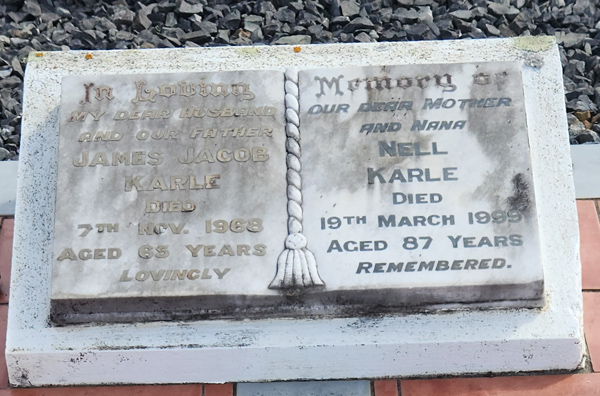 In Loving
MY DEAR HUSBAND
AND OUR FATHER
JAMES JACOB
KARLE
DIED
7TH NOV. 1968
AGED 65 YEARS
LOVINGLY
Memory of
OUR DEAR MOTHER
AND NANA
NELL
KARLE
DIED
19TH MARCH 1999
AGED 87 YEARS
REMEMBERED.